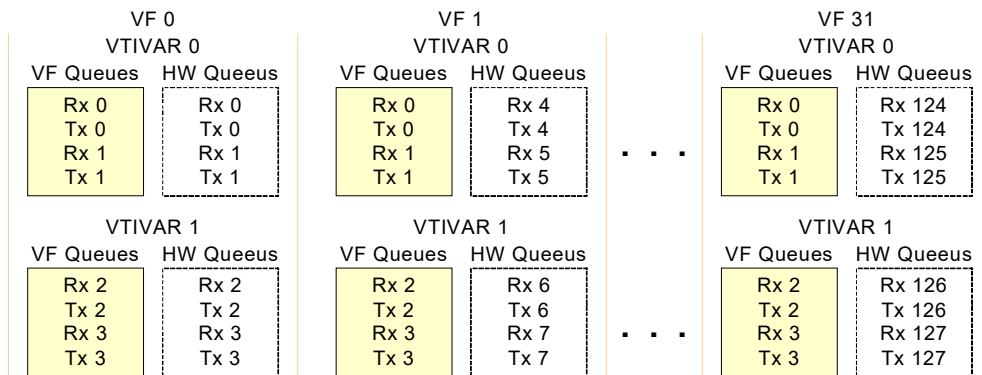 VF 0 VF 1 VF 31
VTIVAR 0 VTIVAR 0 VTIVAR 0
VF Queues HW Queeus VF Queues HW Queeus VF Queues HW Queeus
Rx 0 Rx 0 Rx 0 Rx 4 Rx 0 Rx 124
Tx 0 Tx 0 Tx 0 Tx 4 Tx 0 Tx 124
Rx 1 Rx 1 Rx 1 Rx 5 . . . Rx 1 Rx 125
Tx 1 Tx 1 Tx 1 Tx 5 Tx 1 Tx 125
VTIVAR 1 VTIVAR 1 VTIVAR 1
VF Queues HW Queeus VF Queues HW Queeus VF Queues HW Queeus
Rx 2 Rx 2 Rx 2 Rx 6 Rx 2 Rx 126
Tx 2 Tx 2 Tx 2 Tx 6 Tx 2 Tx 126
Rx 3 Rx 3 Rx 3 Rx 7 . . . Rx 3 Rx 127
Tx 3 Tx 3 Tx 3 Tx 7 Tx 3 Tx 127